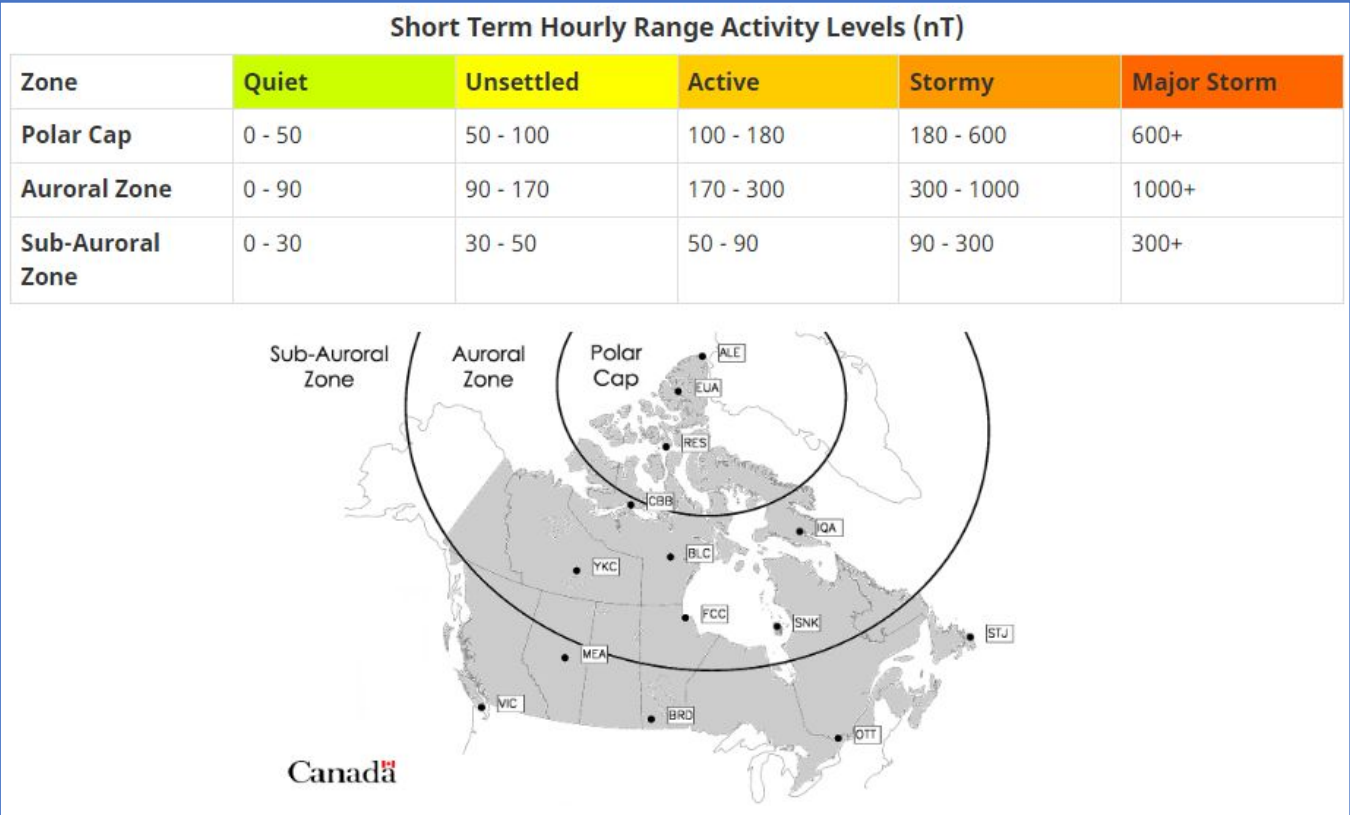 Short Term Hourly Range Activity Levels (nT)
Zone Quiet Unsettled Active Stormy Major Storm
Polar Cap 0 - 50 50 - 100 100 - 180 180 - 600 600+
Auroral Zone 0 - 90 90 - 170 170 - 300 300 - 1000 1000+
Sub-Auroral 0 - 30 30 - 50 50 - 90 90 - 300 300+
Zone
Sub-Auroral
Zone
Auroral
Zone
Polar
Cap
ALE
EUA
RES
CBB
IQA
BLC
YKC
FCC
SNK
STJ
MEA
VIC
BRD
OTT
Canada